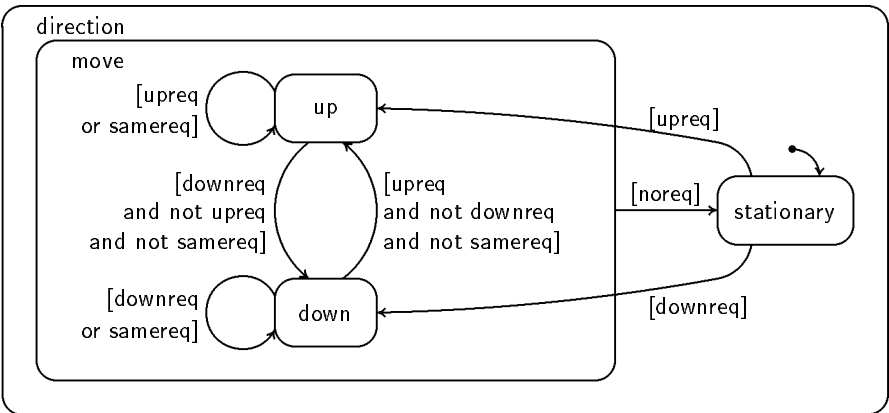 direction
move
[upreq
or samereq]
up
[upreq]
[downreq
and not upreq
and not samereq]
[upreq
and not downreq
and not samereq]
[noreq]
stationary
[downreq
or samereq]
down
[downreq]